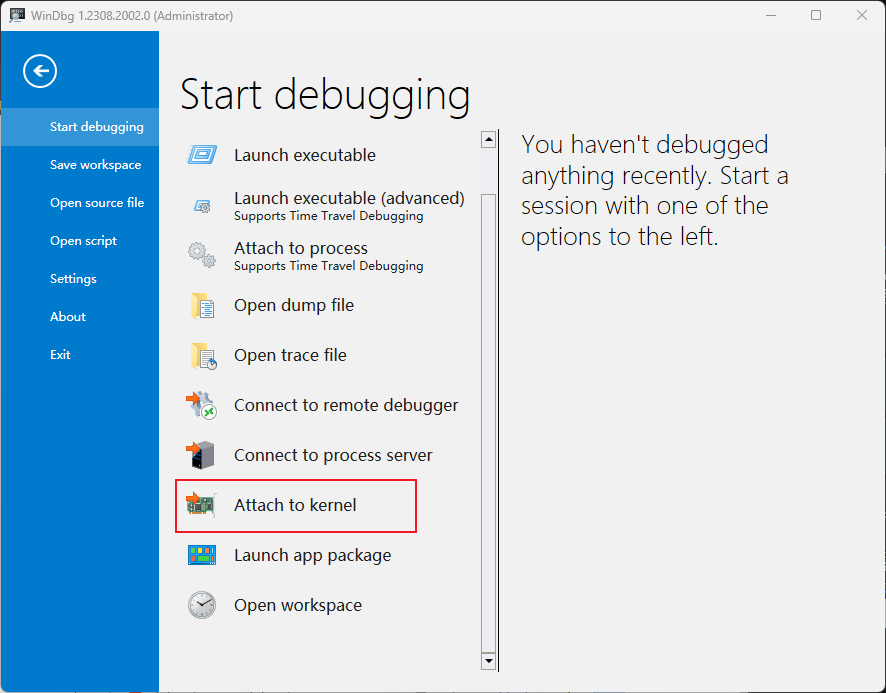 WinDbg 1.2308.2002.0 (Administrator)
Start debugging
Save workspace
Open source file
Open script
Settings
About
Exit
Start debugging
Launch executable
Launch executable (advanced)
Supports Time Travel Debugging
Attach to process
Supports Time Travel Debugging
Open dump file
Open trace file
Connect to remote debugger
Connect to process server
Attach to kernel
Launch app package
Open workspace
You haven't debugged
anything recently. Start a
session with one of the
options to the left.